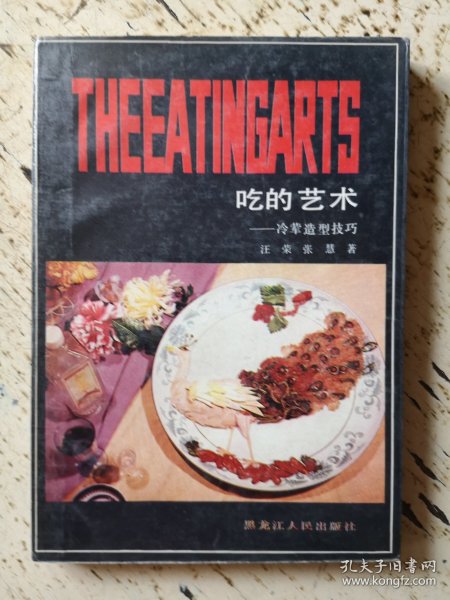 THEEATINGARTS
吃的艺术
——冷荤造型技巧
汪荣张慧著
黑龙江人民出版社
孔夫子旧书网
www.kongfz.com